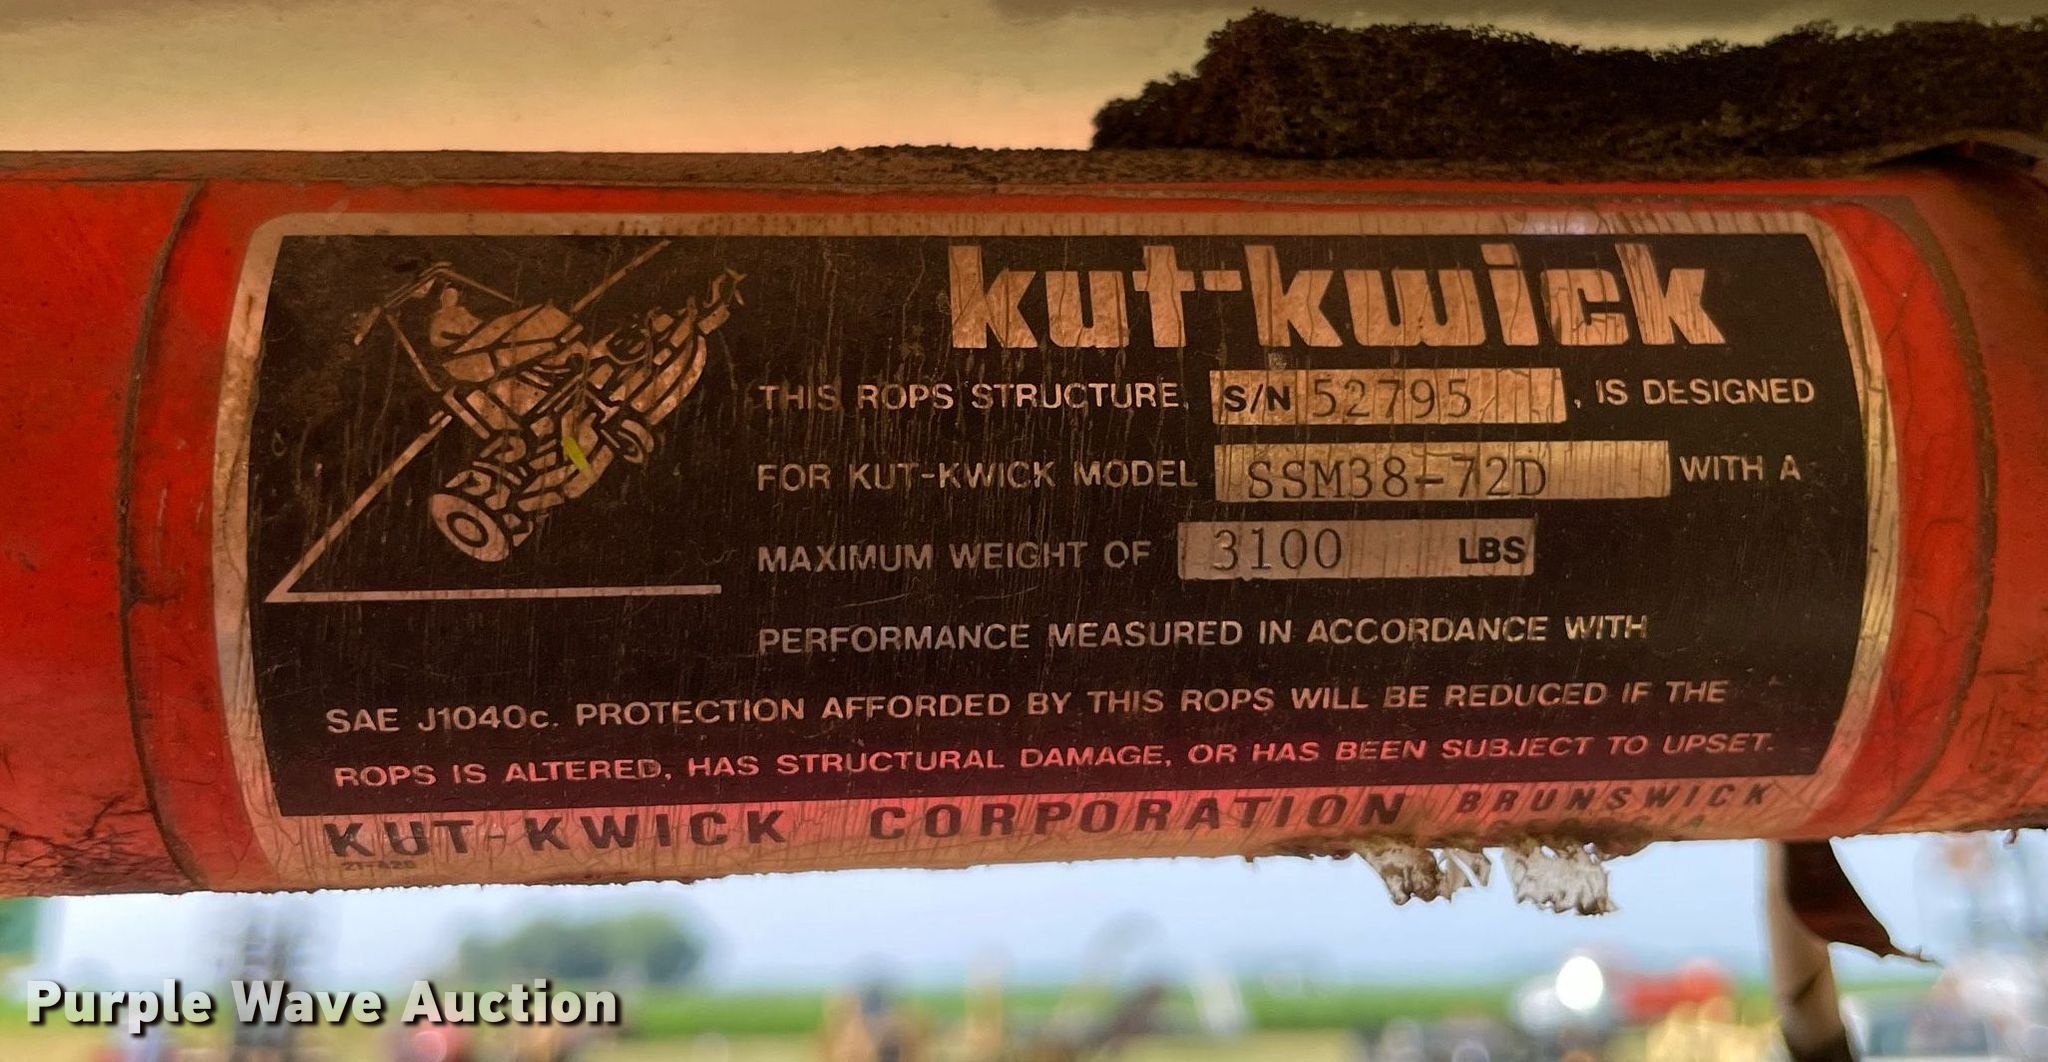 kut-kwick
THIS ROPS STRUCTURE, S/N 52795, IS DESIGNED
FOR KUT-KWICK MODEL SSM38-72D WITH A
MAXIMUM WEIGHT OF 3100 LBS
PERFORMANCE MEASURED IN ACCORDANCE WITH
SAE J1040c. PROTECTION AFFORDED BY THIS ROPS WILL BE REDUCED IF THE
ROPS IS ALTERED, HAS STRUCTURAL DAMAGE, OR HAS BEEN SUBJECT TO UPSET.
KUT-KWICK CORPORATION BRUNSWICK
Purple Wave Auction